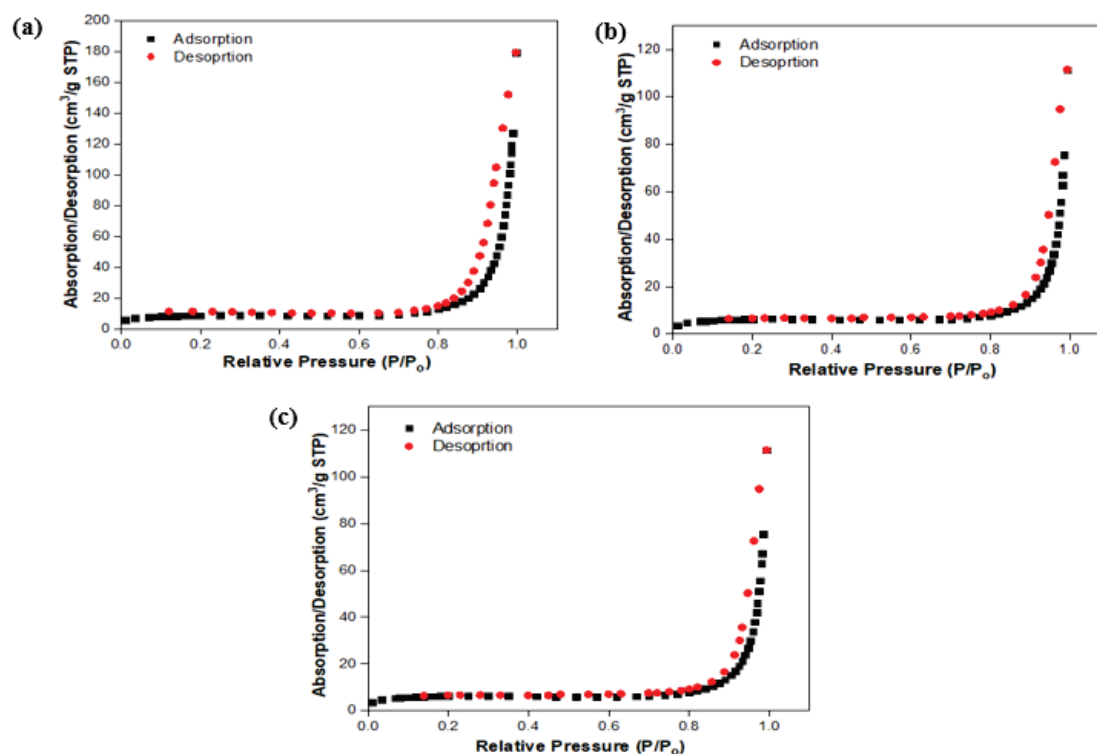 (a)
Absorption/Desorption (cm³/g STP)
200
180
160
140
120
100
80
60
40
20
0
Adsorption
Desoprtion
0.0 0.2 0.4 0.6 0.8 1.0
Relative Pressure (P/Po)
(b)
Absorption/Desorption (cm³/g STP)
120
100
80
60
40
20
0
Adsorption
Desoprtion
0.0 0.2 0.4 0.6 0.8 1.0
Relative Pressure (P/Po)
(c)
Absorption/Desorption (cm³/g STP)
120
100
80
60
40
20
0
Adsorption
Desoprtion
0.0 0.2 0.4 0.6 0.8 1.0
Relative Pressure (P/Po)